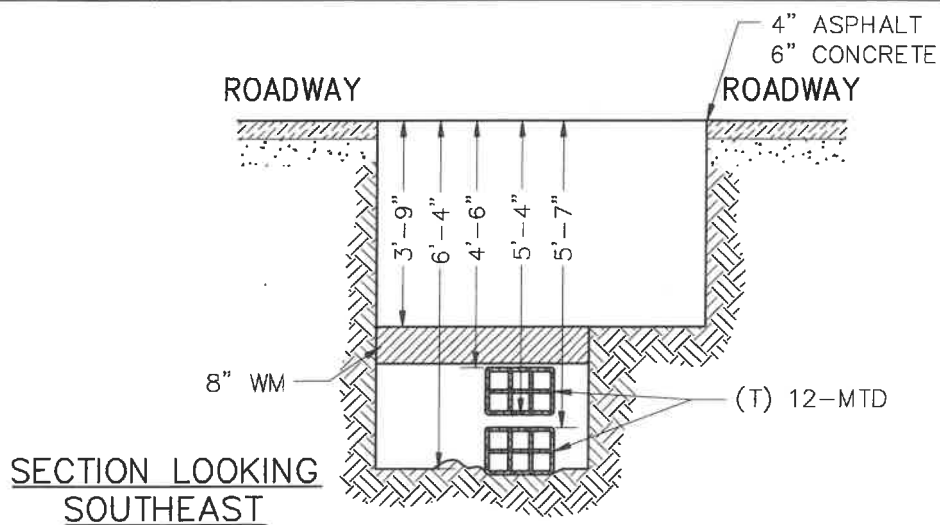 4" ASPHALT
6" CONCRETE
ROADWAY
ROADWAY
3'-9"
6'-4"
4'-6"
5'-4"
5'-7"
8" WM
(T) 12-MTD
SECTION LOOKING
SOUTHEAST